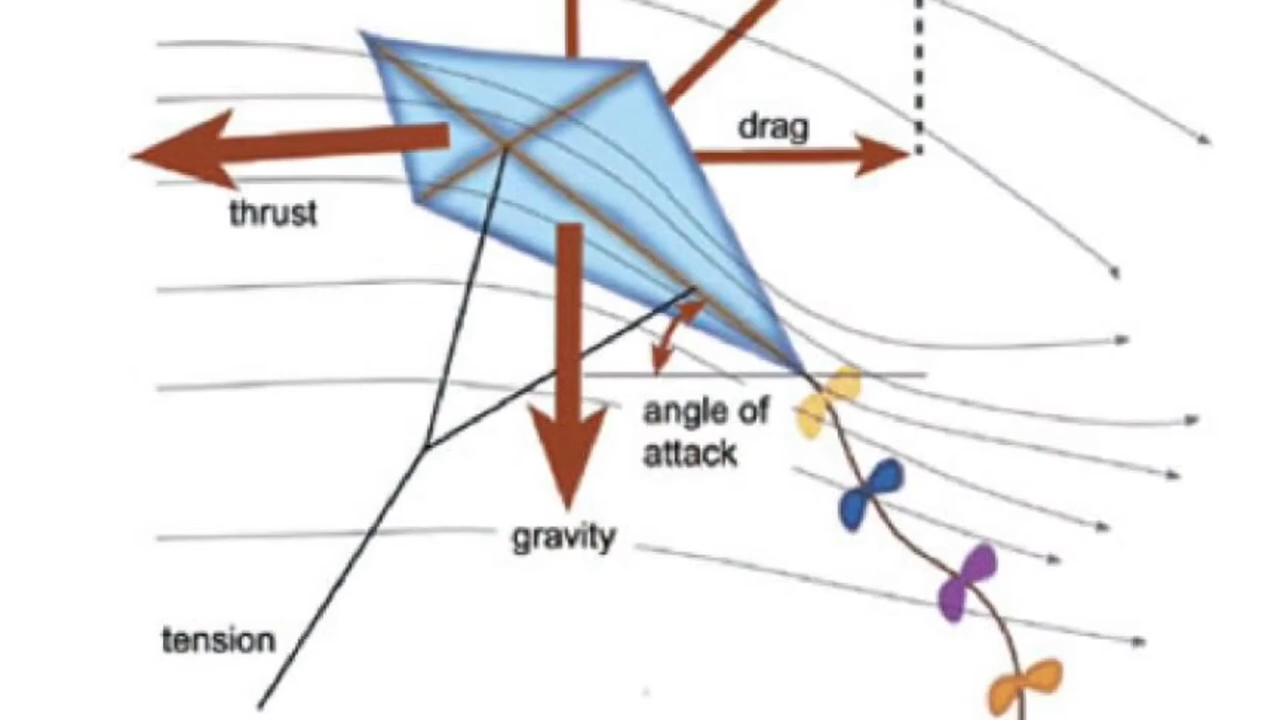 drag
thrust
angle of
attack
gravity
tension